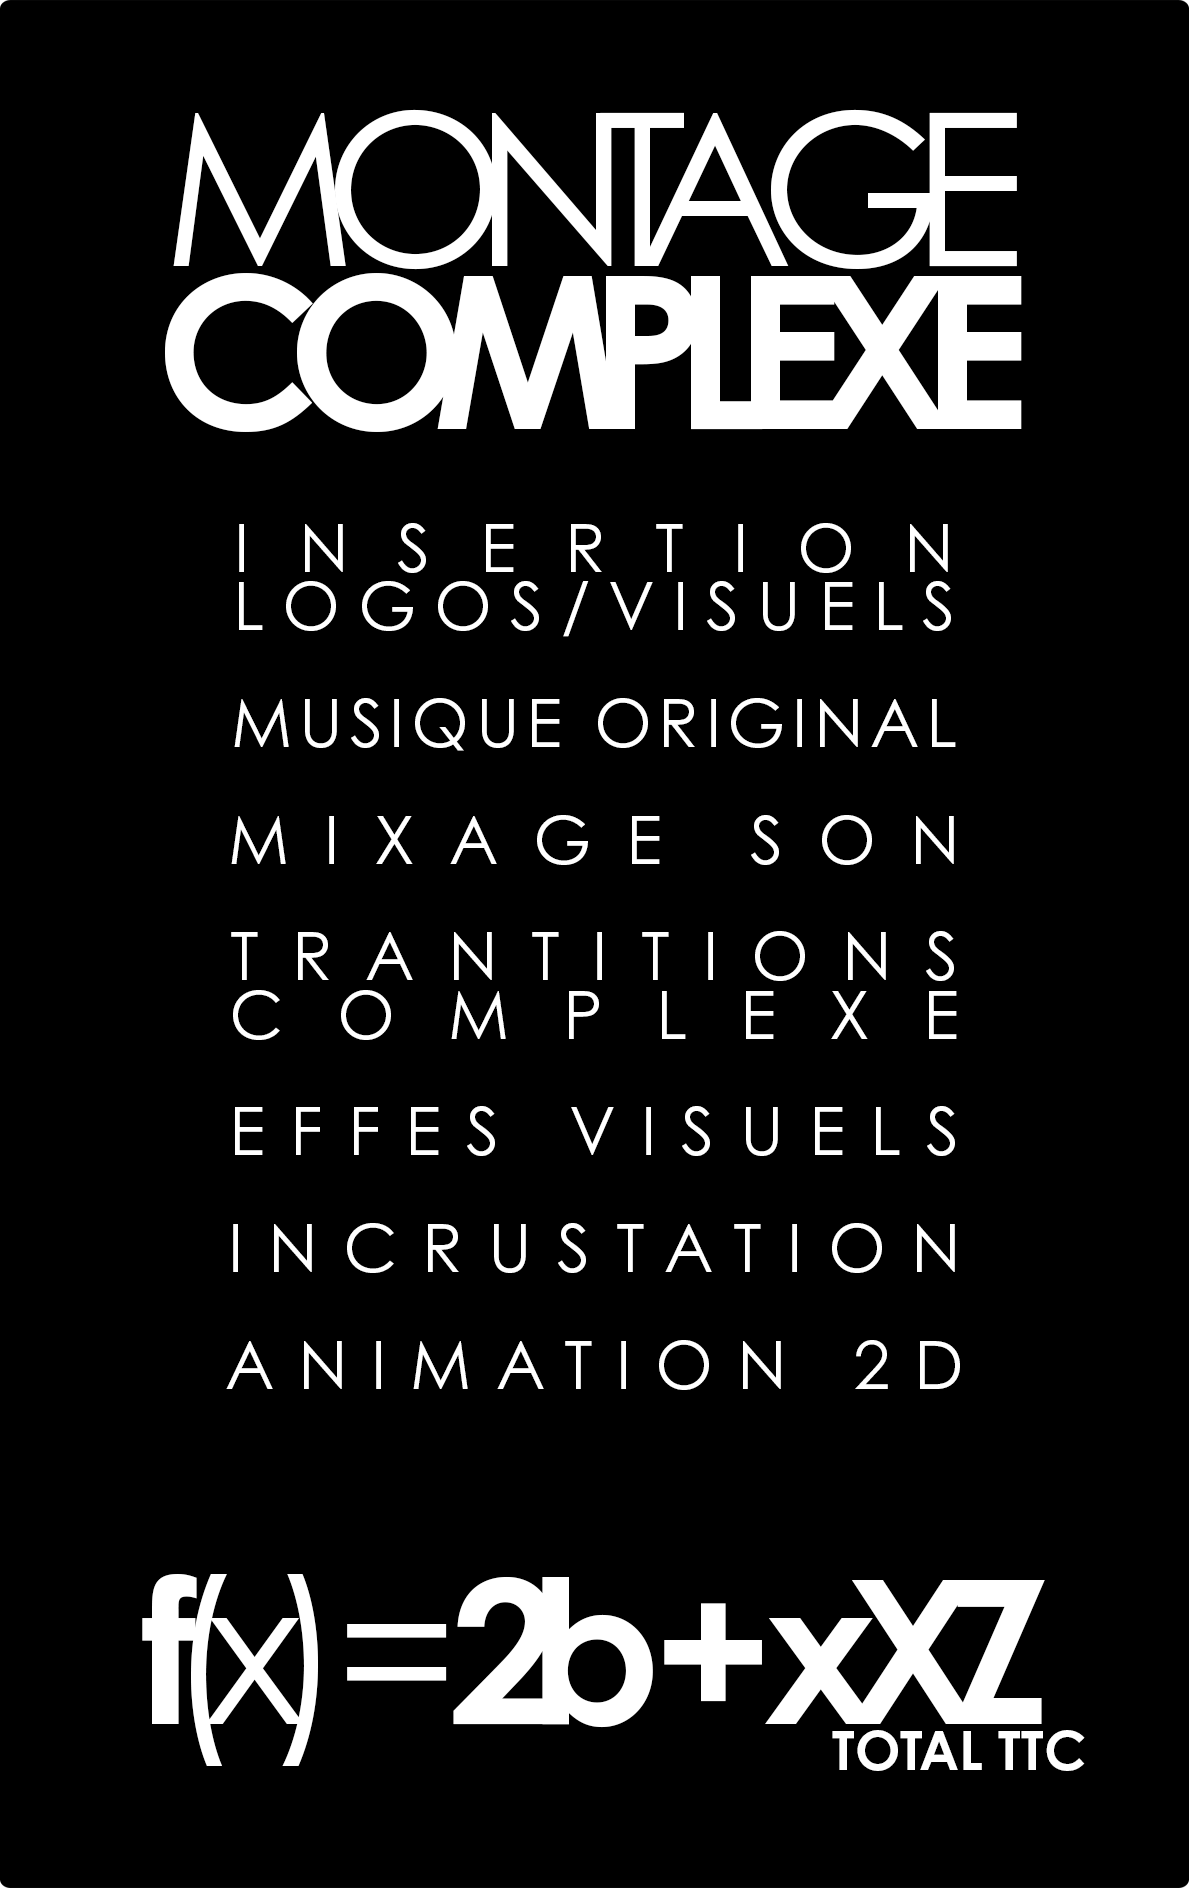 MONTAGE
COMPLEXE
INSERTION
LOGOS/VISUELS
MUSIQUE ORIGINAL
MIXAGE SON
TRANTITIONS
COMPLEXE
EFFES VISUELS
INCRUSTATION
ANIMATION 2D
f(x)=2b+xXZ
TOTAL TTC